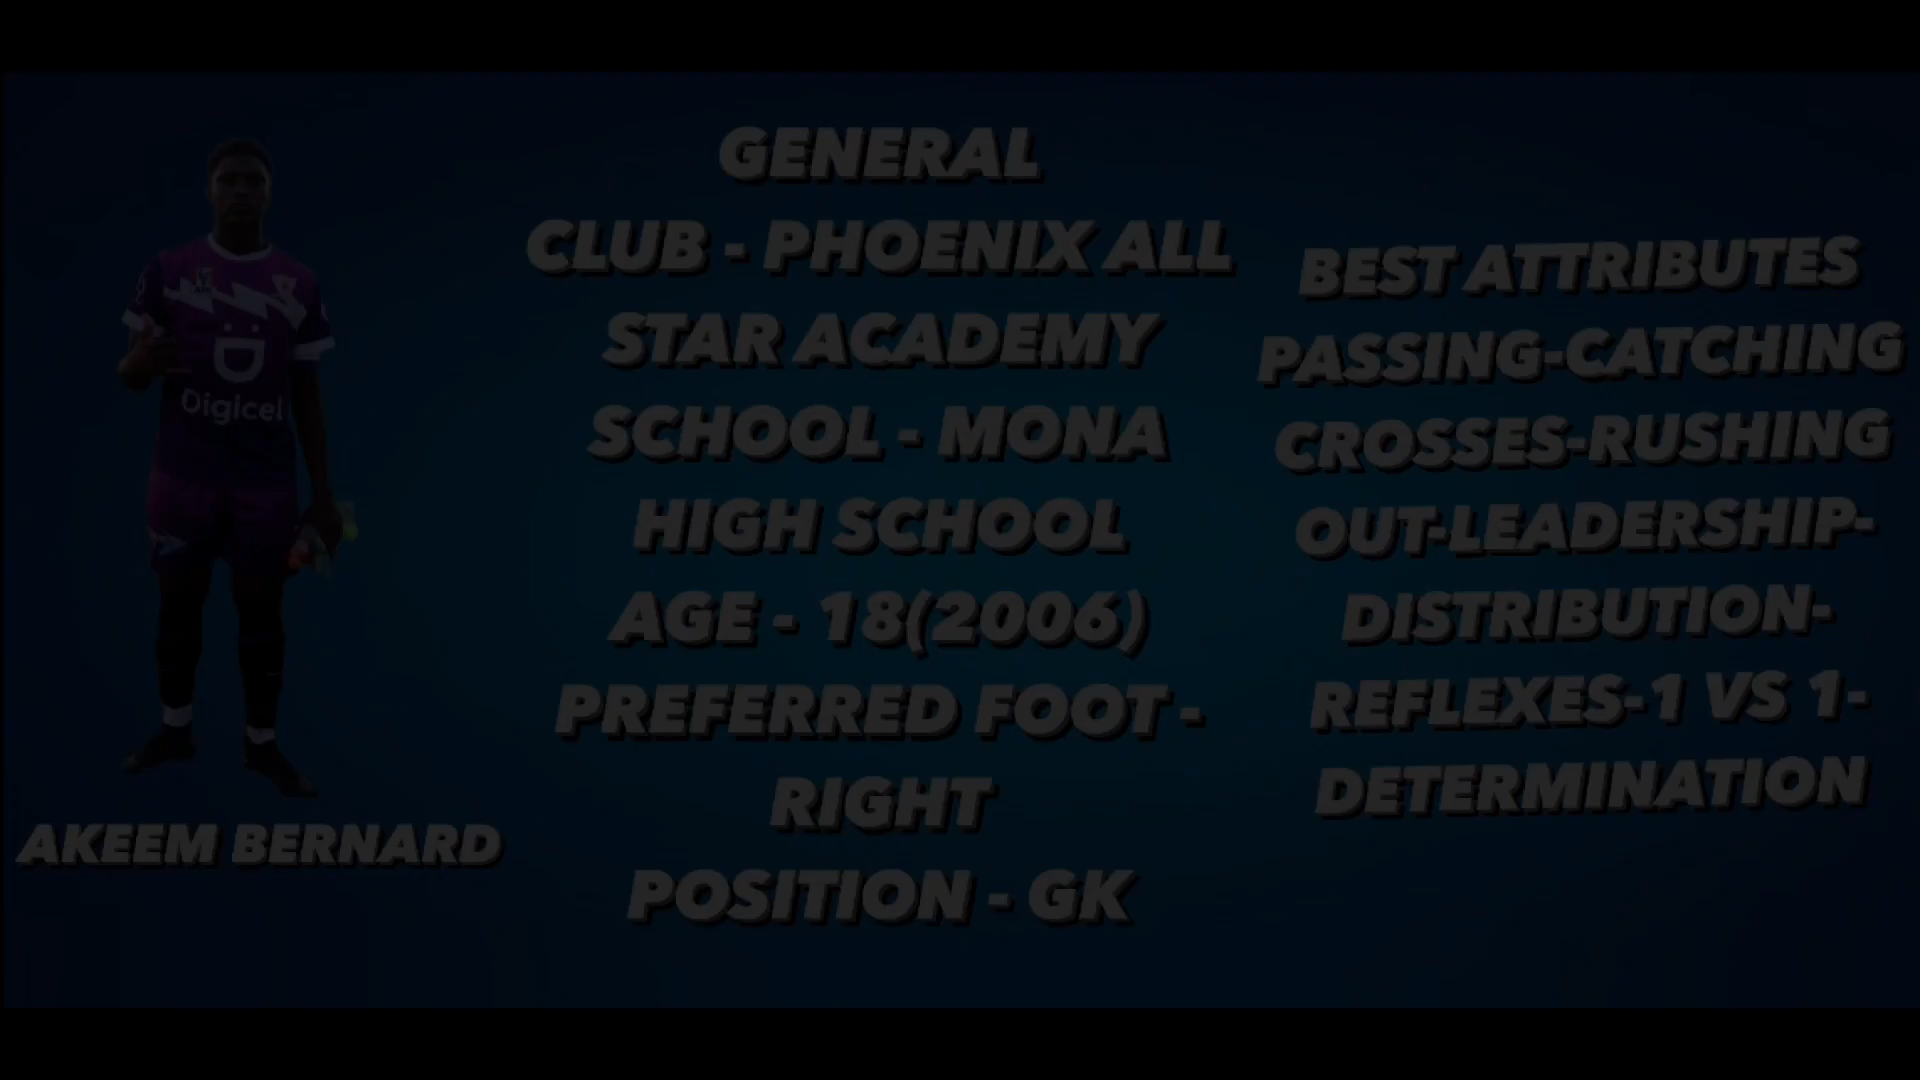 GENERAL
CLUB - PHOENIX ALL
STAR ACADEMY
SCHOOL - MONA
HIGH SCHOOL
AGE - 18(2006)
PREFERRED FOOT -
RIGHT
POSITION - GK
BEST ATTRIBUTES
PASSING-CATCHING
CROSSES-RUSHING
OUT-LEADERSHIP-
DISTRIBUTION-
REFLEXES-1 VS 1-
DETERMINATION
Digicel
AKEEM BERNARD